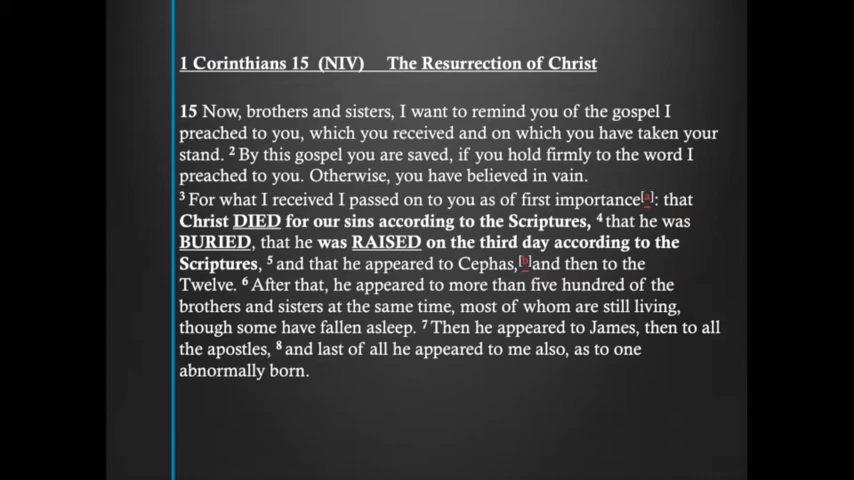 1 Corinthians 15 (NIV) The Resurrection of Christ
15 Now, brothers and sisters, I want to remind you of the gospel I
preached to you, which you received and on which you have taken your
stand. 2 By this gospel you are saved, if you hold firmly to the word I
preached to you. Otherwise, you have believed in vain.
3 For what I received I passed on to you as of first importance[a]: that
Christ DIED for our sins according to the Scriptures, 4 that he was
BURIED, that he was RAISED on the third day according to the
Scriptures, 5 and that he appeared to Cephas,[b]and then to the
Twelve. 6 After that, he appeared to more than five hundred of the
brothers and sisters at the same time, most of whom are still living,
though some have fallen asleep. 7 Then he appeared to James, then to all
the apostles, 8 and last of all he appeared to me also, as to one
abnormally born.